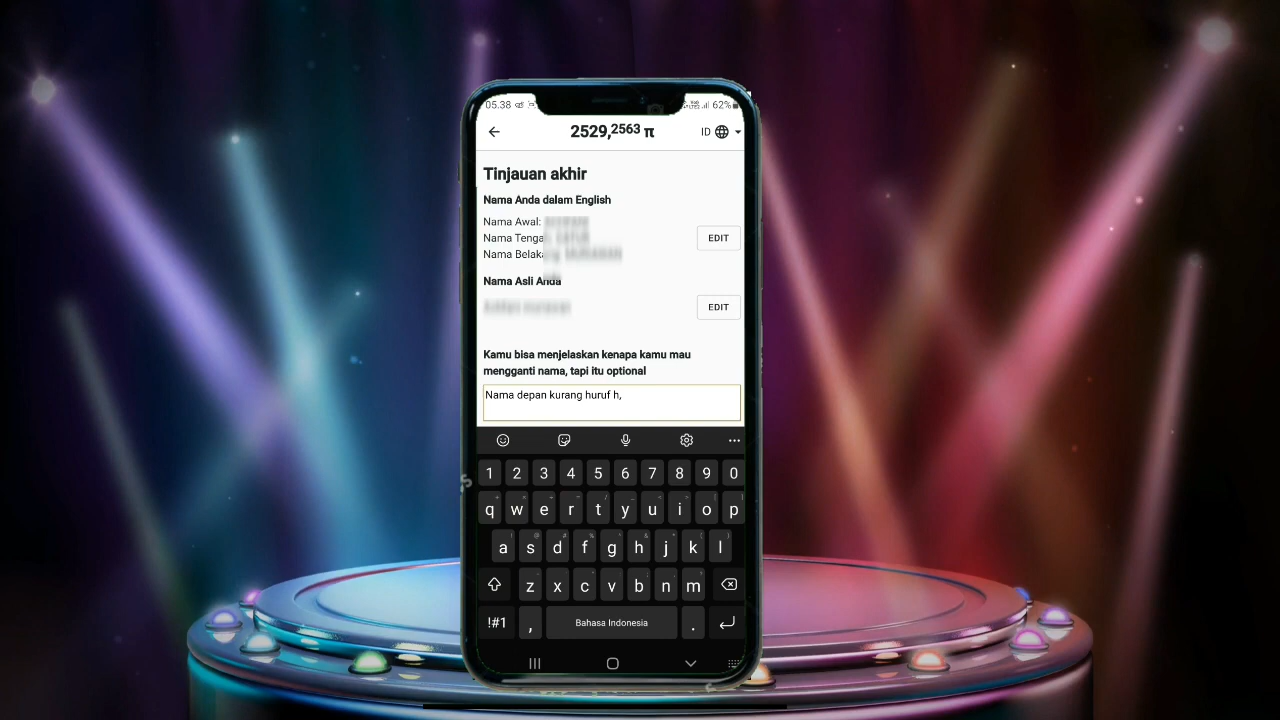 05.38 62%
2529,2563 π ID
Tinjauan akhir
Nama Anda dalam English
Nama Awal:
Nama Tenga
Nama Belaka
EDIT
Nama Asli Anda
EDIT
Kamu bisa menjelaskan kenapa kamu mau
mengganti nama, tapi itu optional
Nama depan kurang huruf h,
1 2 3 4 5 6 7 8 9 0
q w e r t y u i o p
a s d f g h j k l
z x c v b n m
!#1 , Bahasa Indonesia .